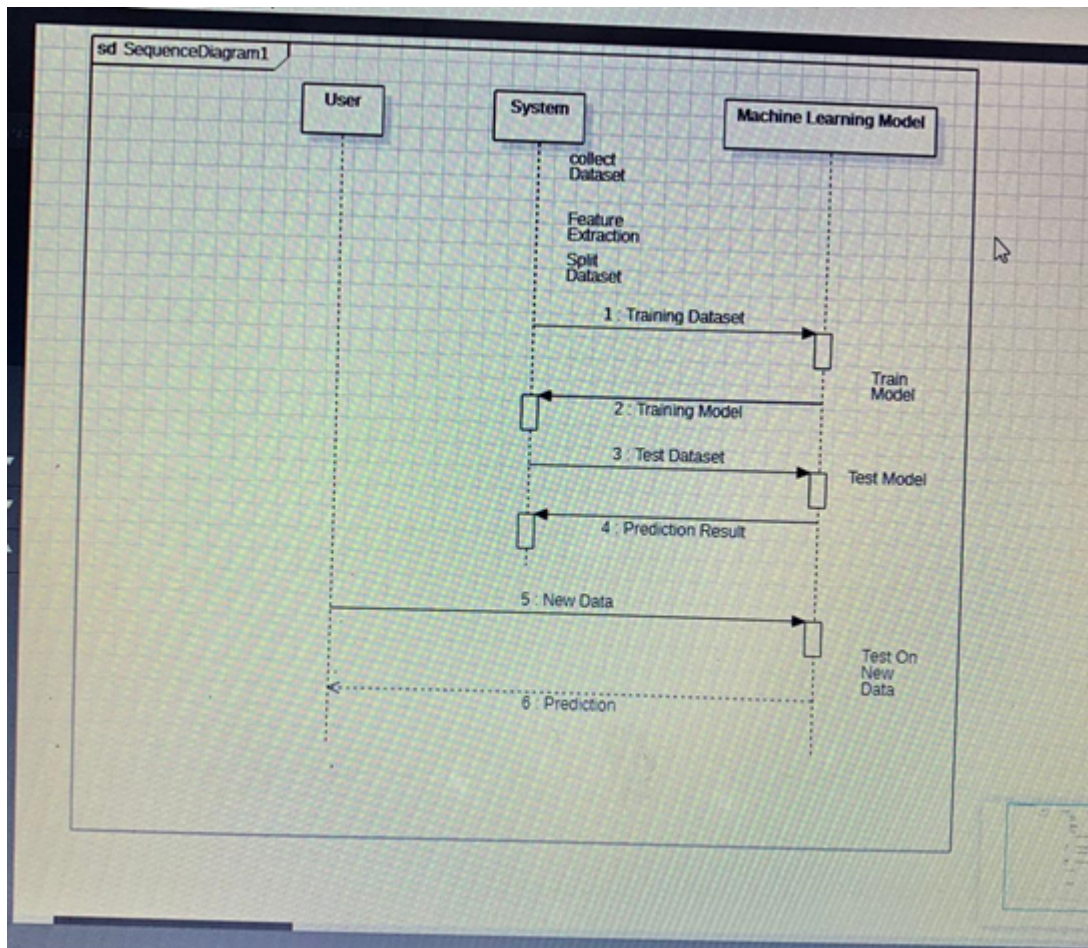 sd SequenceDiagram1
User
System
Machine Learning Model
collect
Dataset
Feature
Extraction
Split
Dataset
1 : Training Dataset
Train
Model
2 : Training Model
3 : Test Dataset
Test Model
4 : Prediction Result
5 : New Data
Test On
New
Data
6 : Prediction